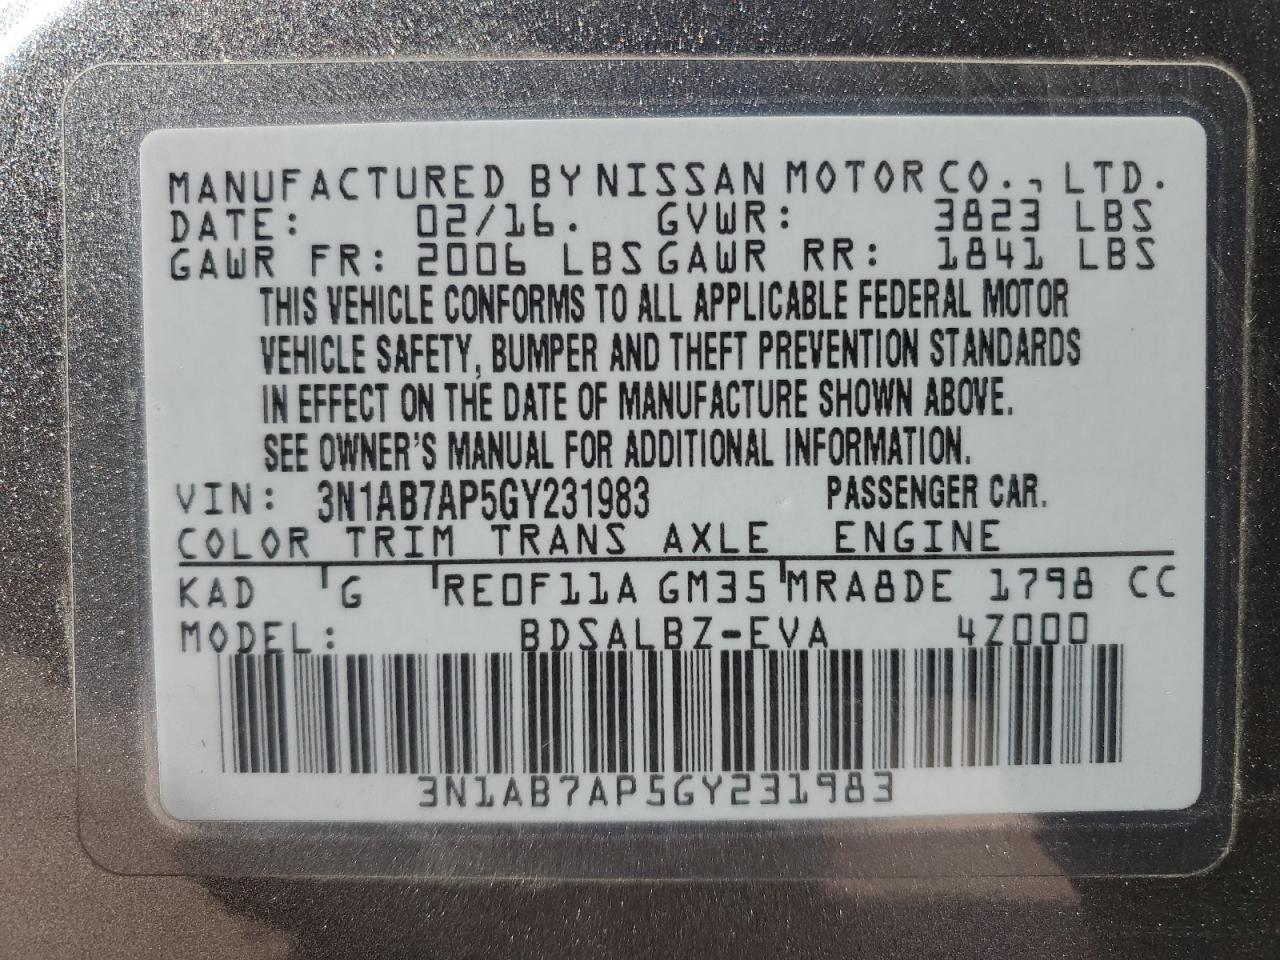 MANUFACTURED BY NISSAN MOTOR CO., LTD.
DATE: 02/16. GVWR: 3823 LBS
GAWR FR: 2006 LBS GAWR RR: 1841 LBS
THIS VEHICLE CONFORMS TO ALL APPLICABLE FEDERAL MOTOR
VEHICLE SAFETY, BUMPER AND THEFT PREVENTION STANDARDS
IN EFFECT ON THE DATE OF MANUFACTURE SHOWN ABOVE.
SEE OWNER'S MANUAL FOR ADDITIONAL INFORMATION.
VIN: 3N1AB7AP5GY231983 PASSENGER CAR.
COLOR TRIM TRANS AXLE ENGINE
KAD G RE0F11A GM35 MRA8DE 1798 CC
MODEL: BDSALBZ-EVA 4Z000
3N1AB7AP5GY231983